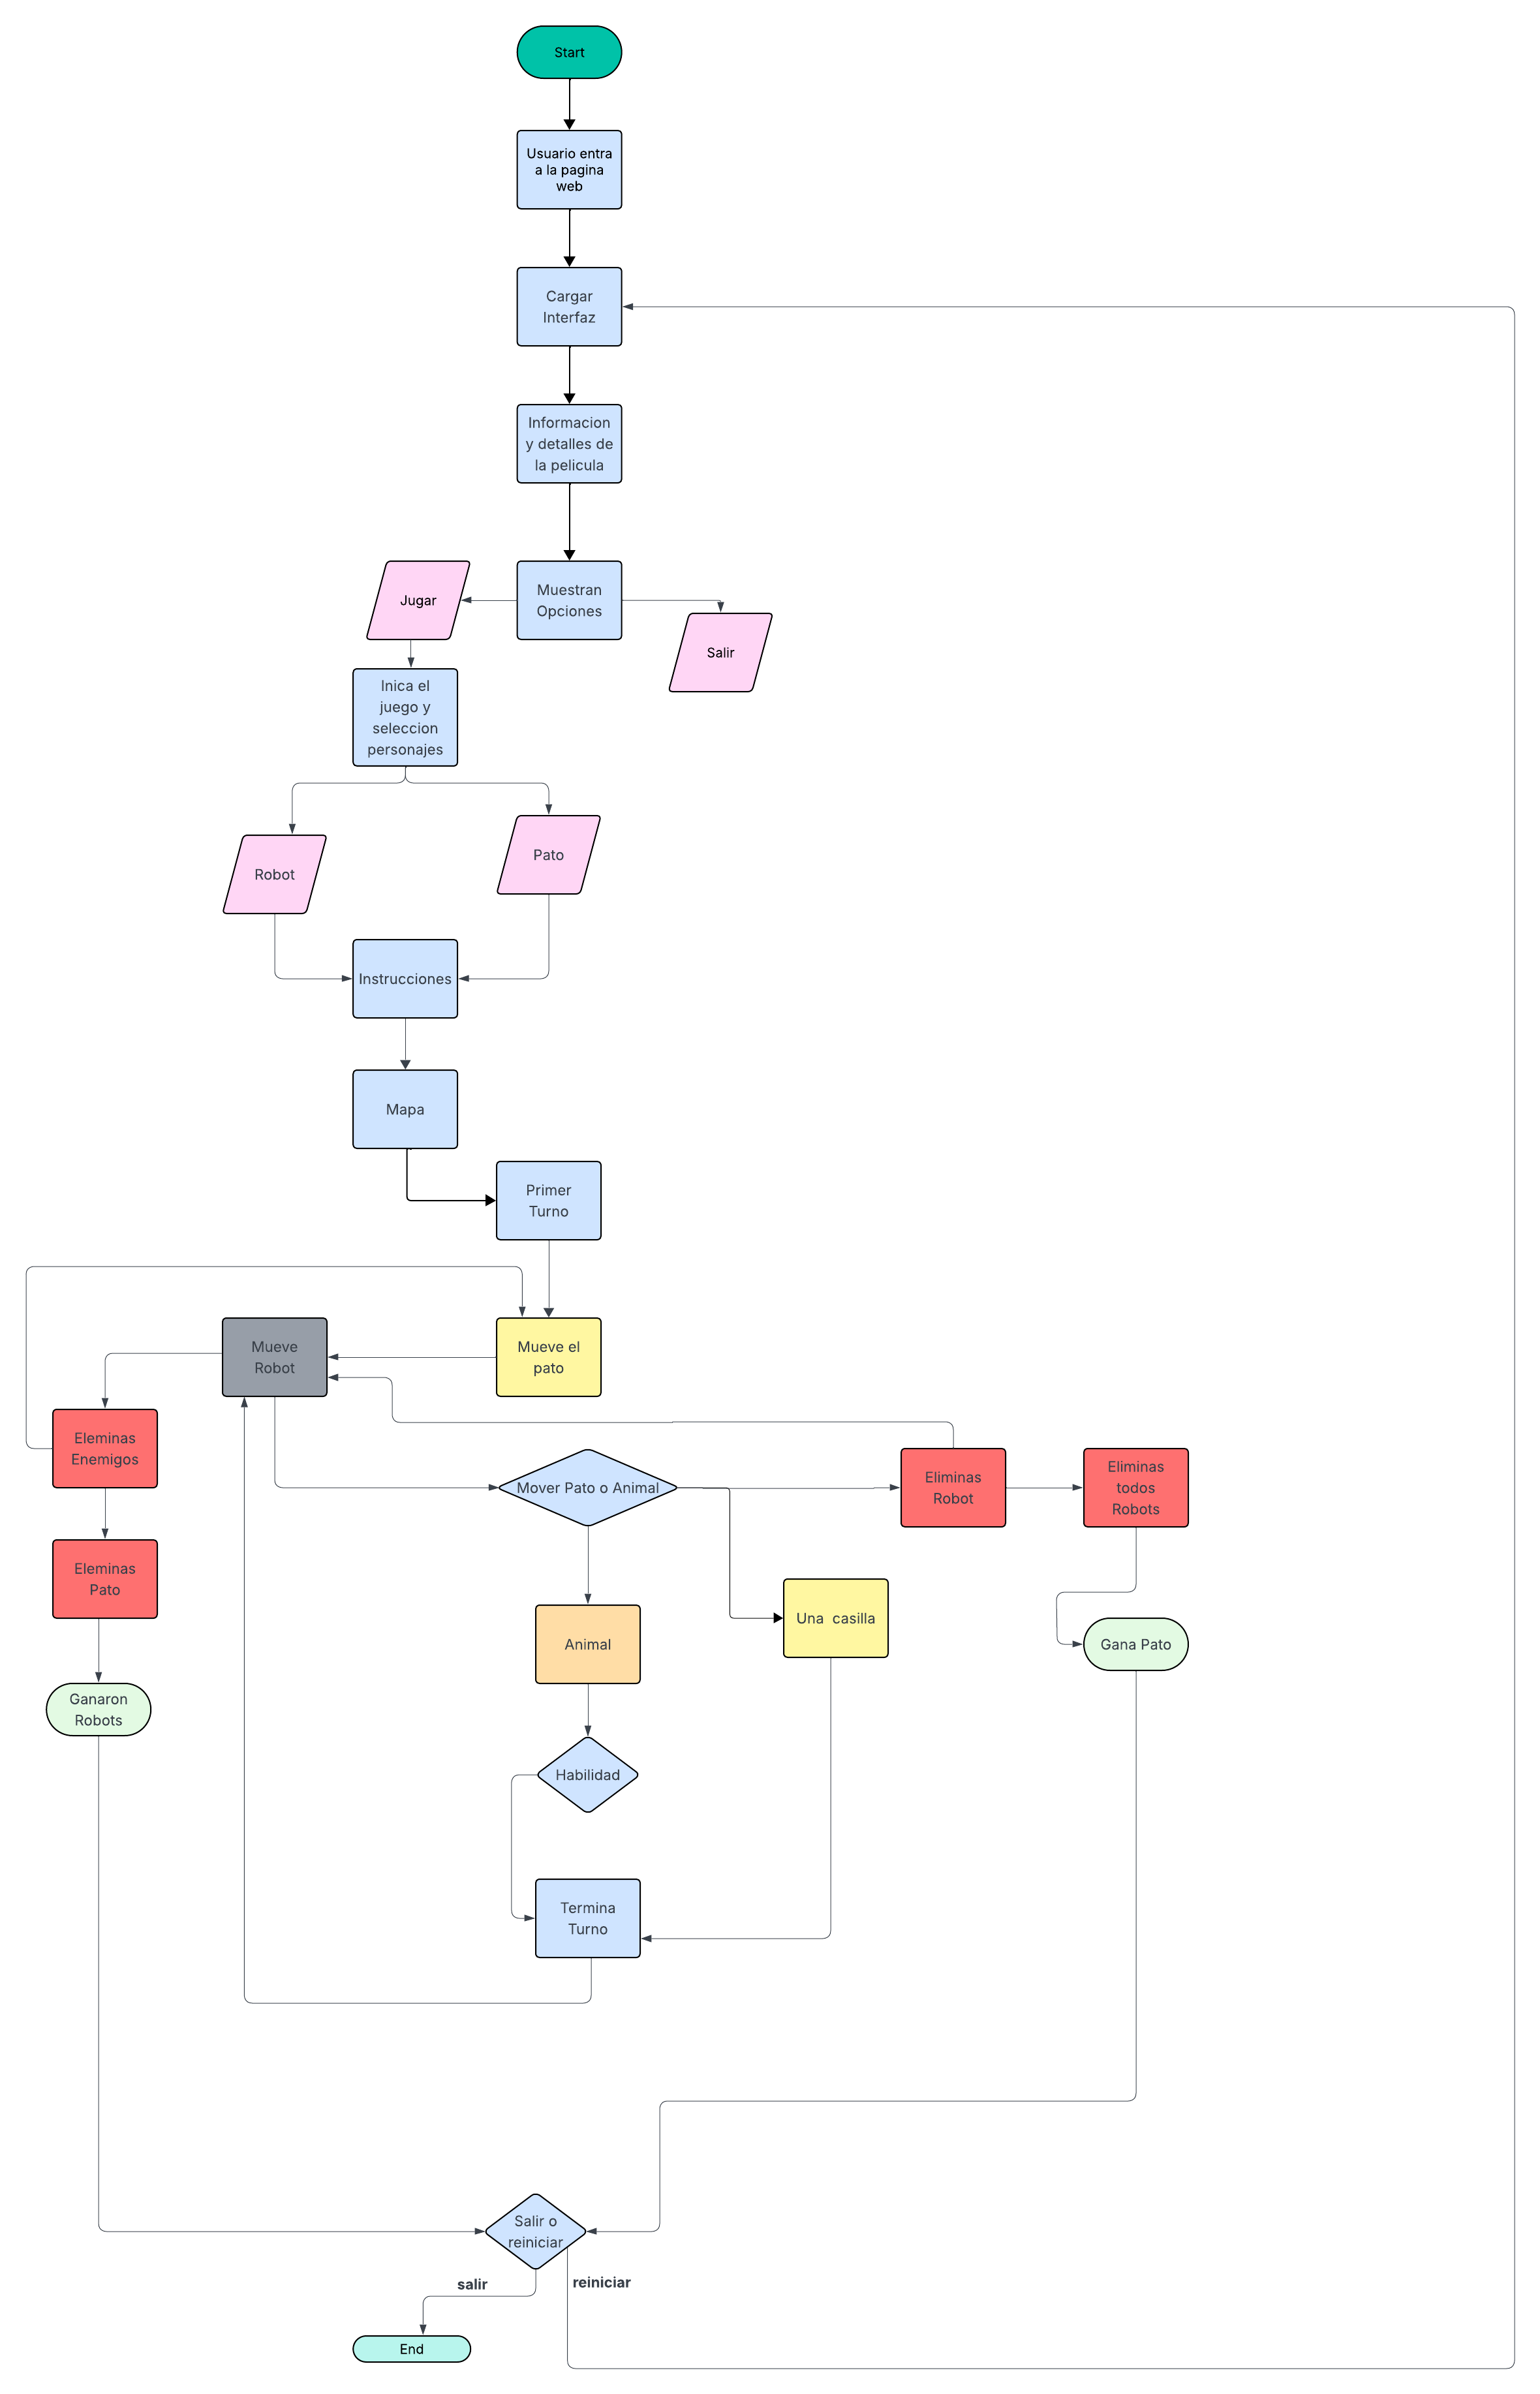 Start
Usuario entra
a la pagina
web
Cargar
Interfaz
Informacion
y detalles de
la pelicula
Muestran
Opciones
Jugar
Salir
Inica el
juego y
seleccion
personajes
Robot
Pato
Instrucciones
Mapa
Primer
Turno
Mueve
Robot
Mueve el
pato
Eleminas
Enemigos
Mover Pato o Animal
Eliminas
Robot
Eliminas
todos
Robots
Eleminas
Pato
Animal
Una casilla
Gana Pato
Ganaron
Robots
Habilidad
Termina
Turno
Salir o
reiniciar
salir
reiniciar
End